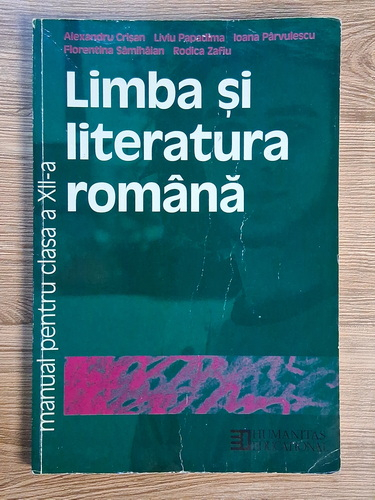 Alexandru Crișan Liviu Papadima Ioana Pârvulescu
Florentina Sâmihăian Rodica Zafiu
Limba și
literatura
română
manual pentru clasa a XII-a
HUMANITAS
EDUCAȚIONAL